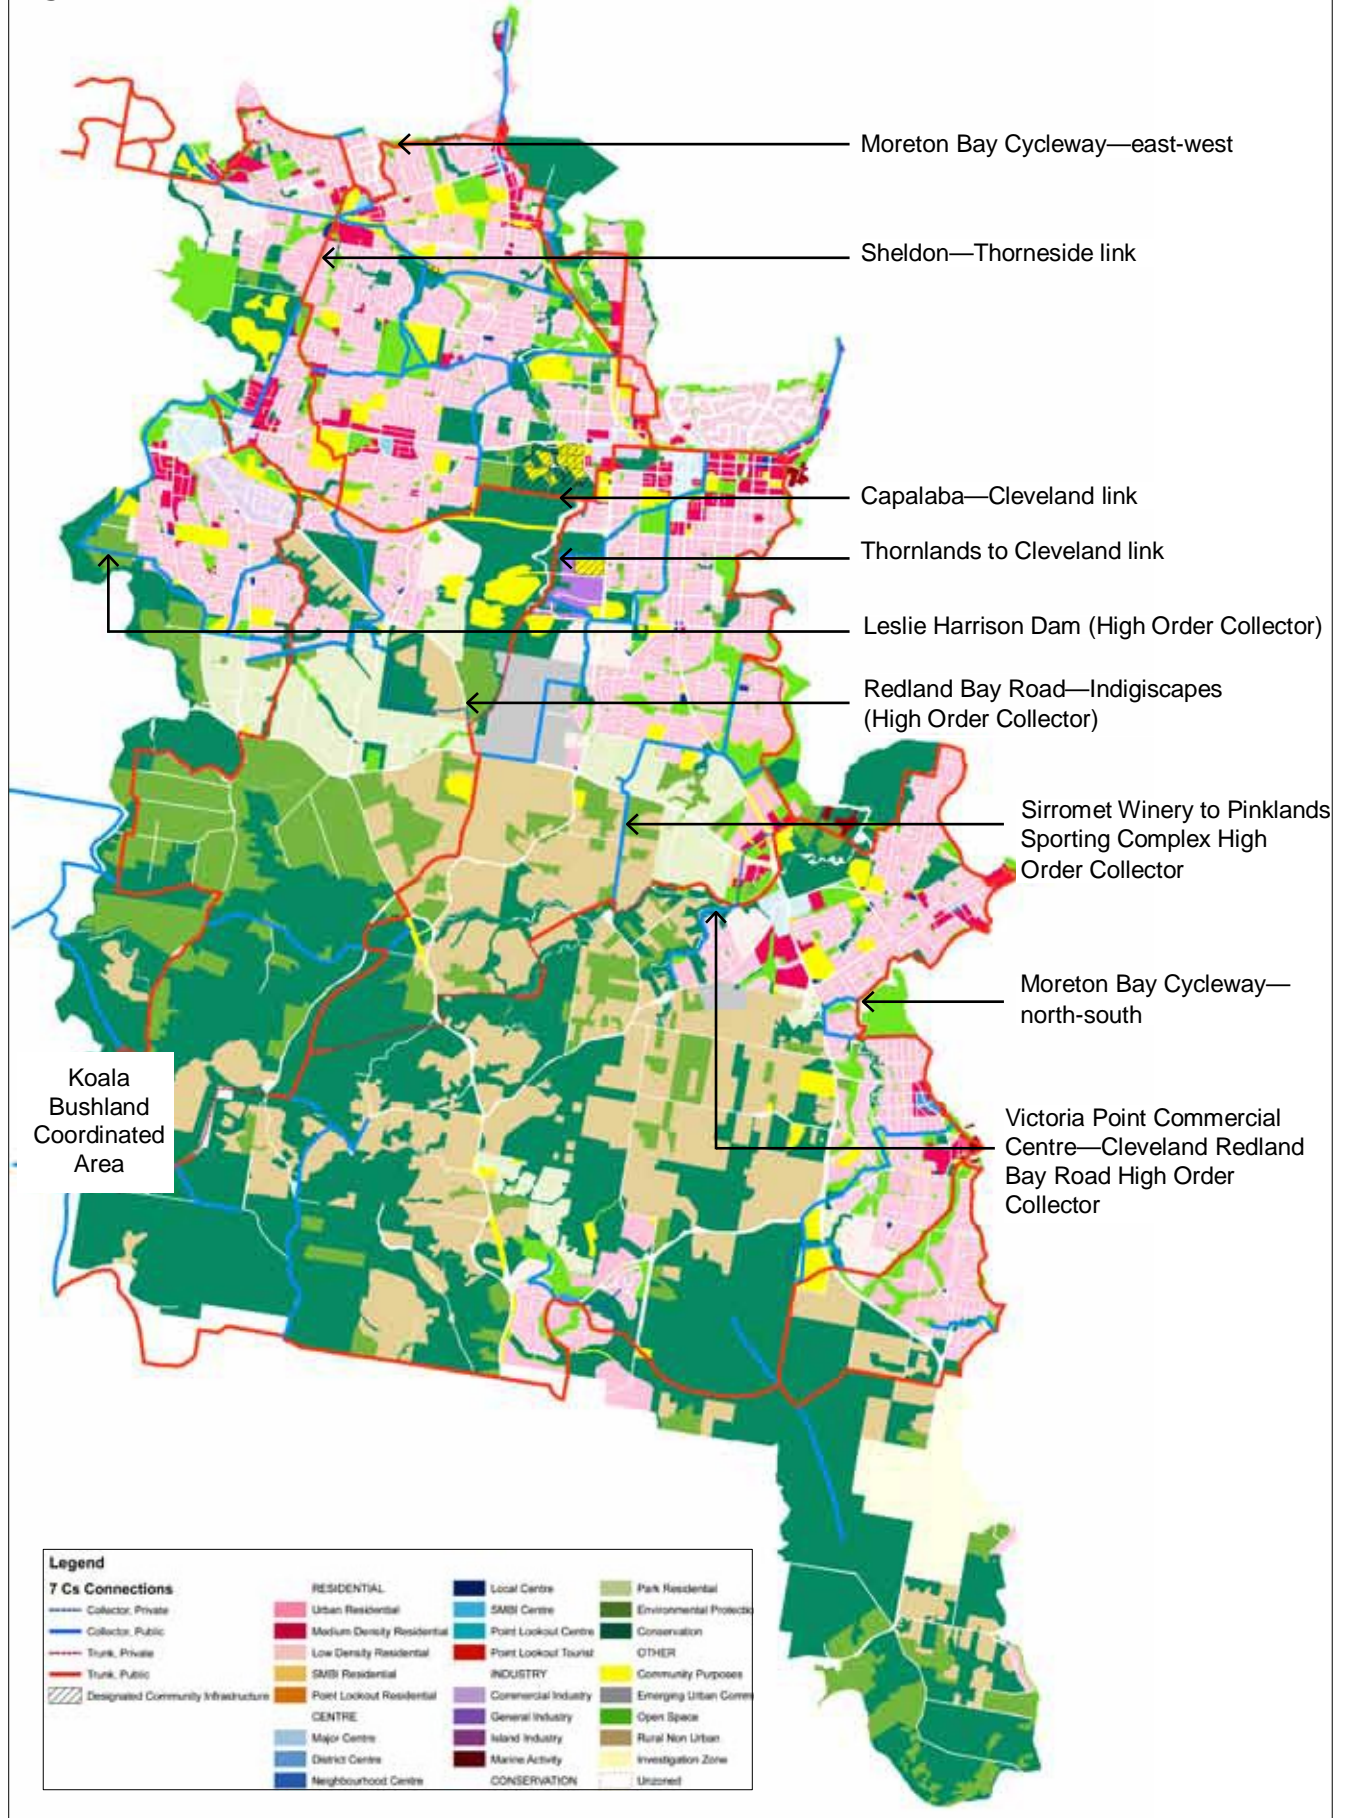 Moreton Bay Cycleway—east-west
Sheldon—Thorneside link
Capalaba—Cleveland link
Thornlands to Cleveland link
Leslie Harrison Dam (High Order Collector)
Redland Bay Road—Indigiscapes
(High Order Collector)
Sirromet Winery to Pinklands
Sporting Complex High
Order Collector
Moreton Bay Cycleway—
north-south
Koala
Bushland
Coordinated
Area
Victoria Point Commercial
Centre—Cleveland Redland
Bay Road High Order
Collector
Legend
7 Cs Connections
Collector, Private
Collector, Public
Trunk, Private
Trunk, Public
Designated Community Infrastructure
RESIDENTIAL
Urban Residential
Medium Density Residential
Low Density Residential
SMBI Residential
Point Lookout Residential
CENTRE
Major Centre
District Centre
Neighbourhood Centre
Local Centre
SMBI Centre
Point Lookout Centre
Point Lookout Tourist
INDUSTRY
Commercial Industry
General Industry
Island Industry
Marine Activity
CONSERVATION
Park Residential
Environmental Protectio
Conservation
OTHER
Community Purposes
Emerging Urban Comm
Open Space
Rural Non Urban
Investigation Zone
Unzoned